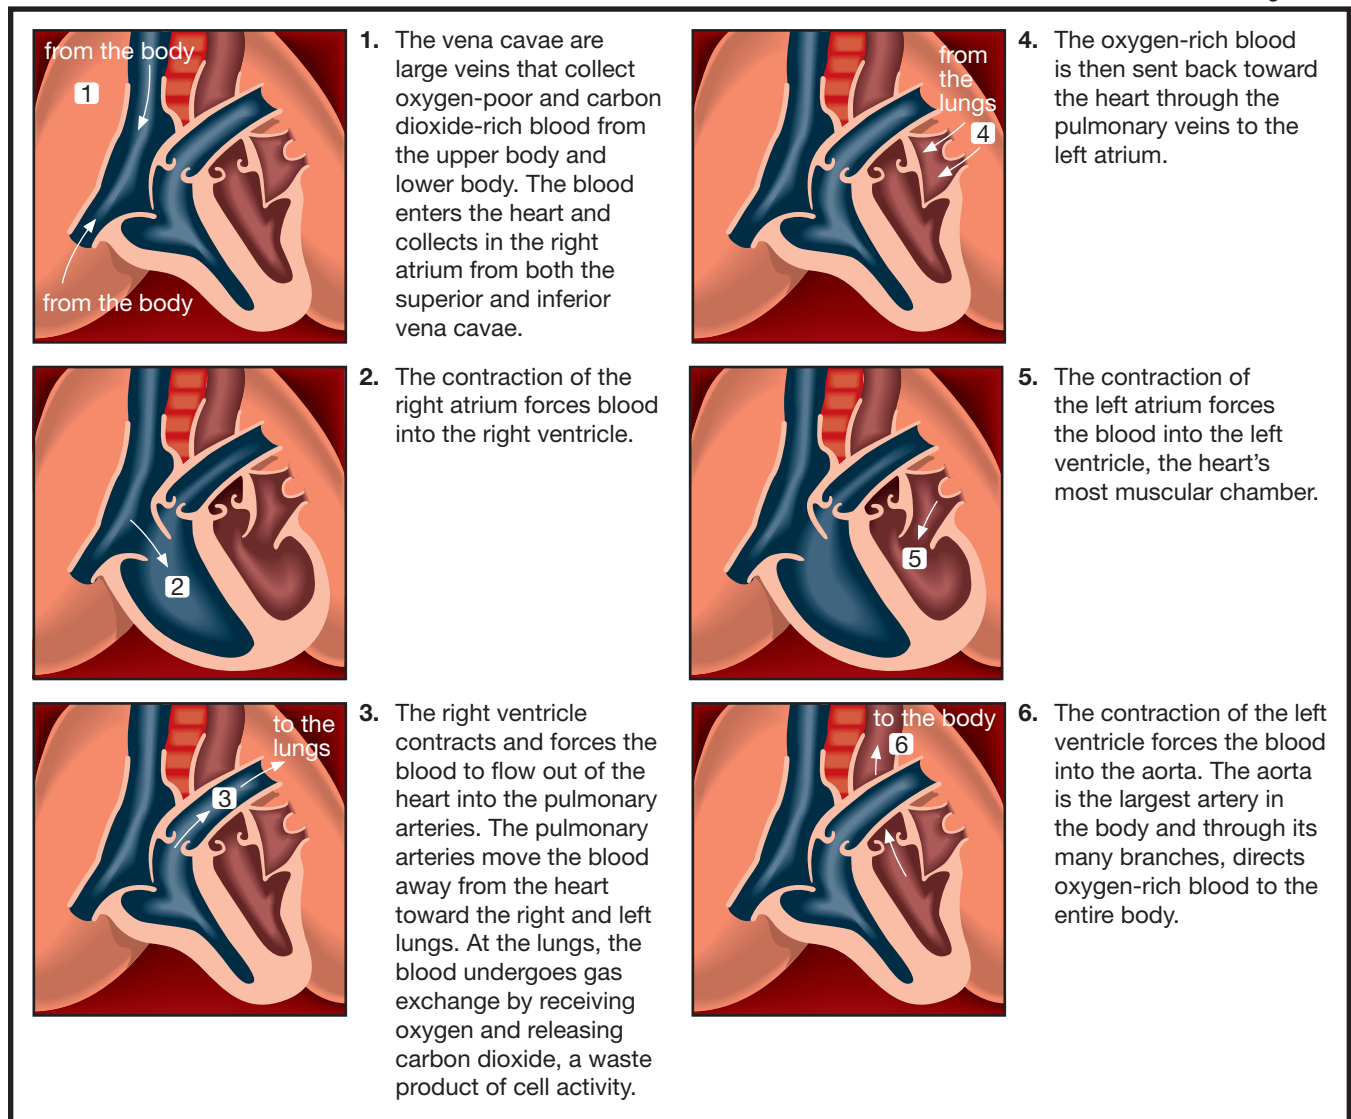 from the body
1
from the body
1. The vena cavae are
large veins that collect
oxygen-poor and carbon
dioxide-rich blood from
the upper body and
lower body. The blood
enters the heart and
collects in the right
atrium from both the
superior and inferior
vena cavae.
2
2. The contraction of the
right atrium forces blood
into the right ventricle.
to the
lungs
3
3. The right ventricle
contracts and forces the
blood to flow out of the
heart into the pulmonary
arteries. The pulmonary
arteries move the blood
away from the heart
toward the right and left
lungs. At the lungs, the
blood undergoes gas
exchange by receiving
oxygen and releasing
carbon dioxide, a waste
product of cell activity.
from
the
lungs
4
4. The oxygen-rich blood
is then sent back toward
the heart through the
pulmonary veins to the
left atrium.
5
5. The contraction of
the left atrium forces
the blood into the left
ventricle, the heart’s
most muscular chamber.
to the body
6
6. The contraction of the left
ventricle forces the blood
into the aorta. The aorta
is the largest artery in
the body and through its
many branches, directs
oxygen-rich blood to the
entire body.